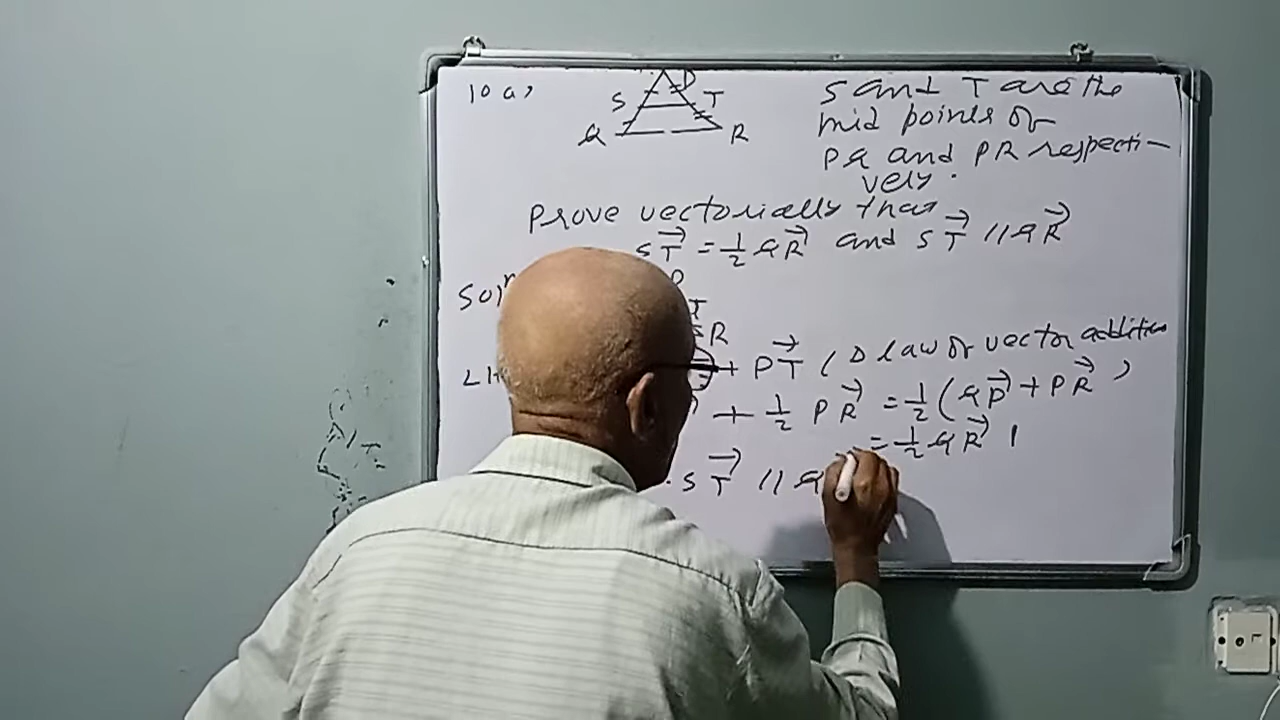 10 a,
P
S T
Q R
S and T are the
mid points of
PQ and PR respecti-
vely.
Prove vectorially that
ST = 1/2 QR and ST // QR
Sol
P
T
R
LH + PT ( Δ law of vector addition
+ 1/2 PR = 1/2 (QP + PR )
= 1/2 QR |
ST // Q